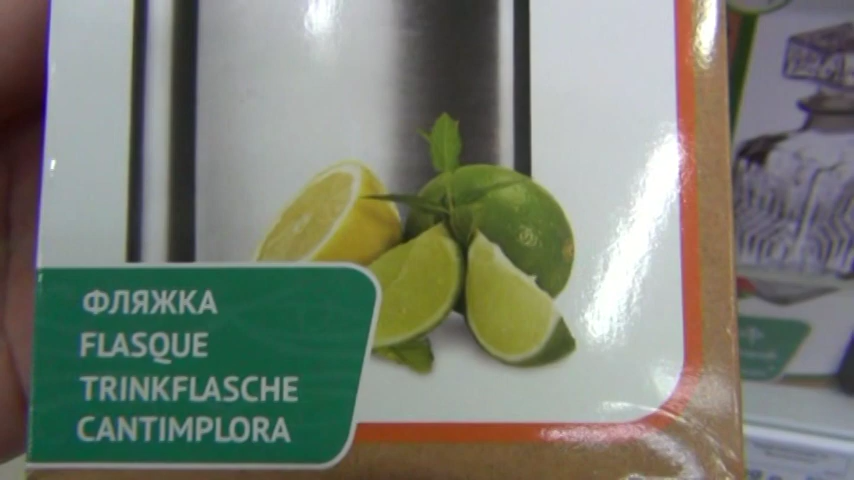 ФЛЯЖКА
FLASQUE
TRINKFLASCHE
CANTIMPLORA